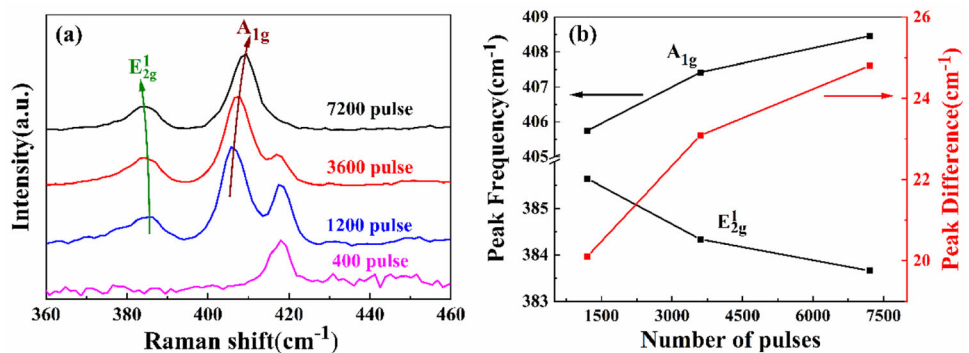 (a)
A1g
E¹2g
7200 pulse
3600 pulse
1200 pulse
400 pulse
Intensity(a.u.)
360 380 400 420 440 460
Raman shift(cm⁻¹)
(b)
A1g
E¹2g
409
408
407
406
405
385
384
383
Peak Frequency(cm⁻¹)
26
24
22
20
Peak Difference(cm⁻¹)
1500 3000 4500 6000 7500
Number of pulses